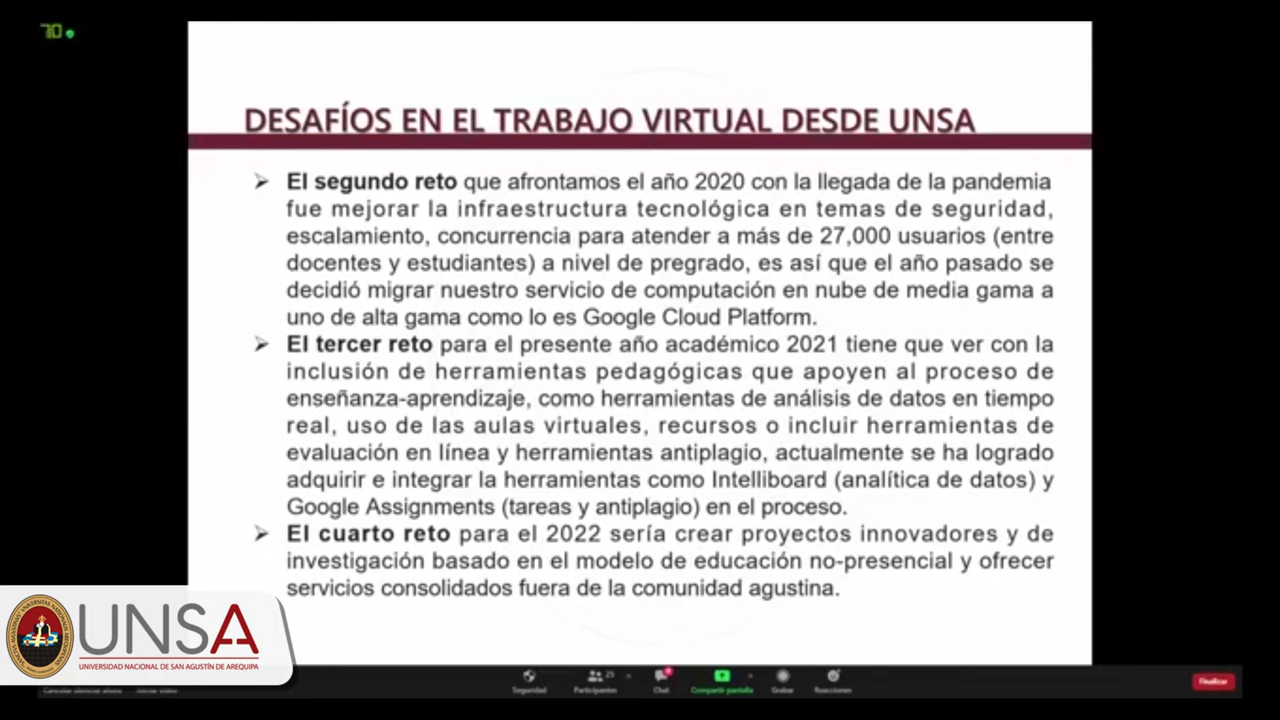 70
DESAFÍOS EN EL TRABAJO VIRTUAL DESDE UNSA
➢ El segundo reto que afrontamos el año 2020 con la llegada de la pandemia
fue mejorar la infraestructura tecnológica en temas de seguridad,
escalamiento, concurrencia para atender a más de 27,000 usuarios (entre
docentes y estudiantes) a nivel de pregrado, es así que el año pasado se
decidió migrar nuestro servicio de computación en nube de media gama a
uno de alta gama como lo es Google Cloud Platform.
➢ El tercer reto para el presente año académico 2021 tiene que ver con la
inclusión de herramientas pedagógicas que apoyen al proceso de
enseñanza-aprendizaje, como herramientas de análisis de datos en tiempo
real, uso de las aulas virtuales, recursos o incluir herramientas de
evaluación en línea y herramientas antiplagio, actualmente se ha logrado
adquirir e integrar la herramientas como Intelliboard (analítica de datos) y
Google Assignments (tareas y antiplagio) en el proceso.
➢ El cuarto reto para el 2022 sería crear proyectos innovadores y de
investigación basado en el modelo de educación no-presencial y ofrecer
servicios consolidados fuera de la comunidad agustina.
UNSA
UNIVERSIDAD NACIONAL DE SAN AGUSTÍN DE AREQUIPA
Seguridad Participantes Chat Compartir pantalla Grabar Reacciones Finalizar